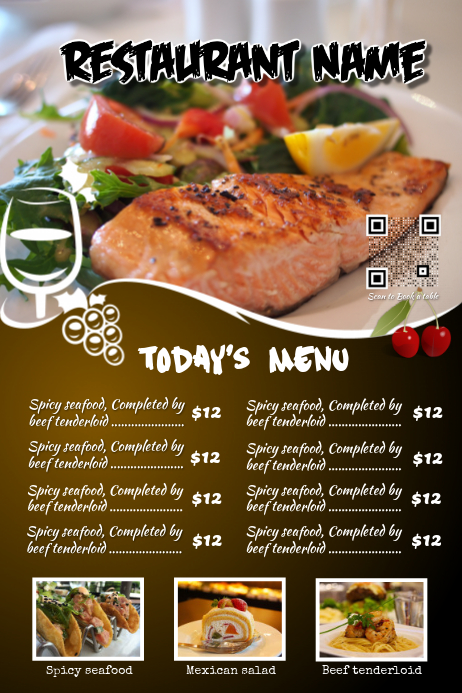 RESTAURANT NAME
Scan to Book a table
TODAY'S MENU
Spicy seafood, Completed by
beef tenderloid ...................... $12
Spicy seafood, Completed by
beef tenderloid ...................... $12
Spicy seafood, Completed by
beef tenderloid ...................... $12
Spicy seafood, Completed by
beef tenderloid ...................... $12
Spicy seafood, Completed by
beef tenderloid ...................... $12
Spicy seafood, Completed by
beef tenderloid ...................... $12
Spicy seafood, Completed by
beef tenderloid ...................... $12
Spicy seafood, Completed by
beef tenderloid ...................... $12
Spicy seafood
Mexican salad
Beef tenderloid